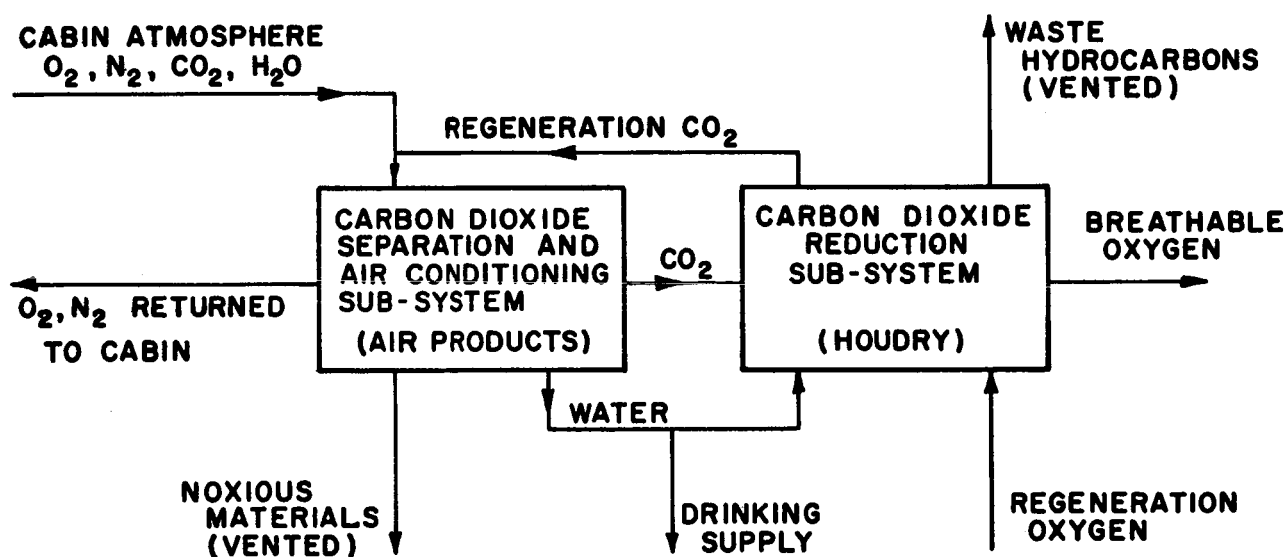 CABIN ATMOSPHERE
O₂, N₂, CO₂, H₂O
WASTE
HYDROCARBONS
(VENTED)
REGENERATION CO₂
CARBON DIOXIDE
SEPARATION AND
AIR CONDITIONING
SUB-SYSTEM
(AIR PRODUCTS)
CO₂
CARBON DIOXIDE
REDUCTION
SUB-SYSTEM
(HOUDRY)
BREATHABLE
OXYGEN
O₂, N₂ RETURNED
TO CABIN
WATER
NOXIOUS
MATERIALS
(VENTED)
DRINKING
SUPPLY
REGENERATION
OXYGEN